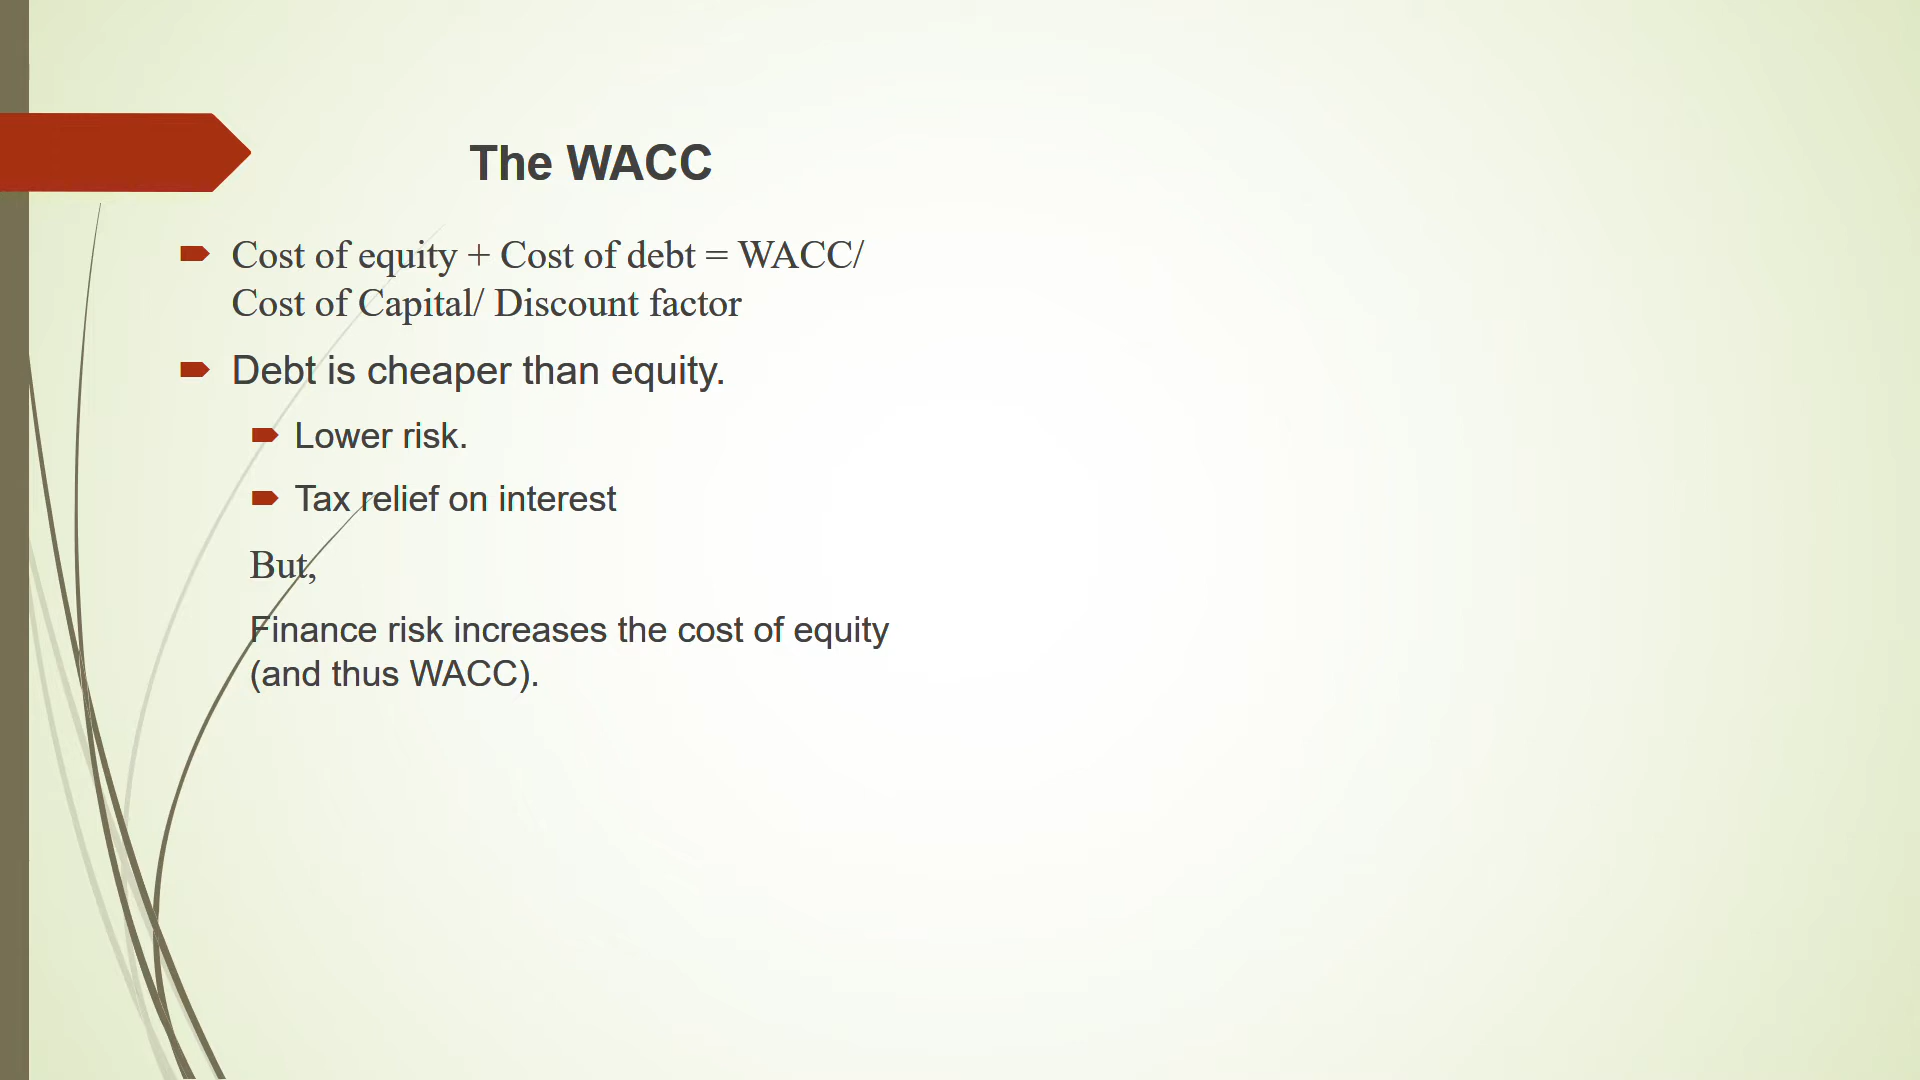 The WACC
Cost of equity + Cost of debt = WACC/
Cost of Capital/ Discount factor
Debt is cheaper than equity.
Lower risk.
Tax relief on interest
But,
Finance risk increases the cost of equity
(and thus WACC).